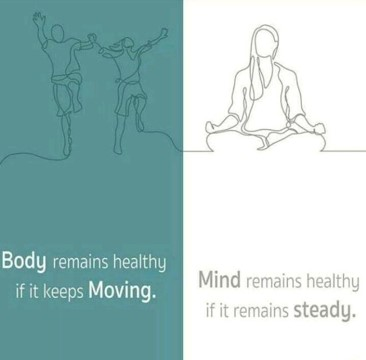 Body remains healthy
if it keeps Moving.
Mind remains healthy
if it remains steady.